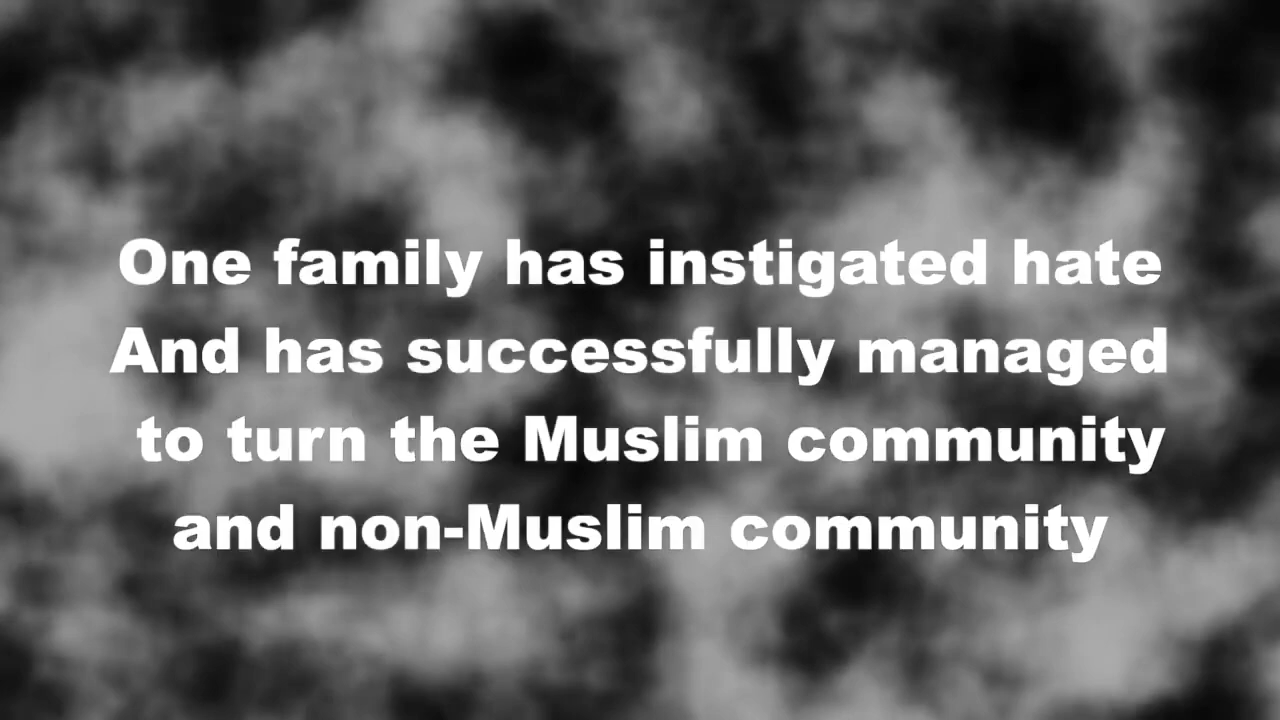 One family has instigated hate
And has successfully managed
to turn the Muslim community
and non-Muslim community